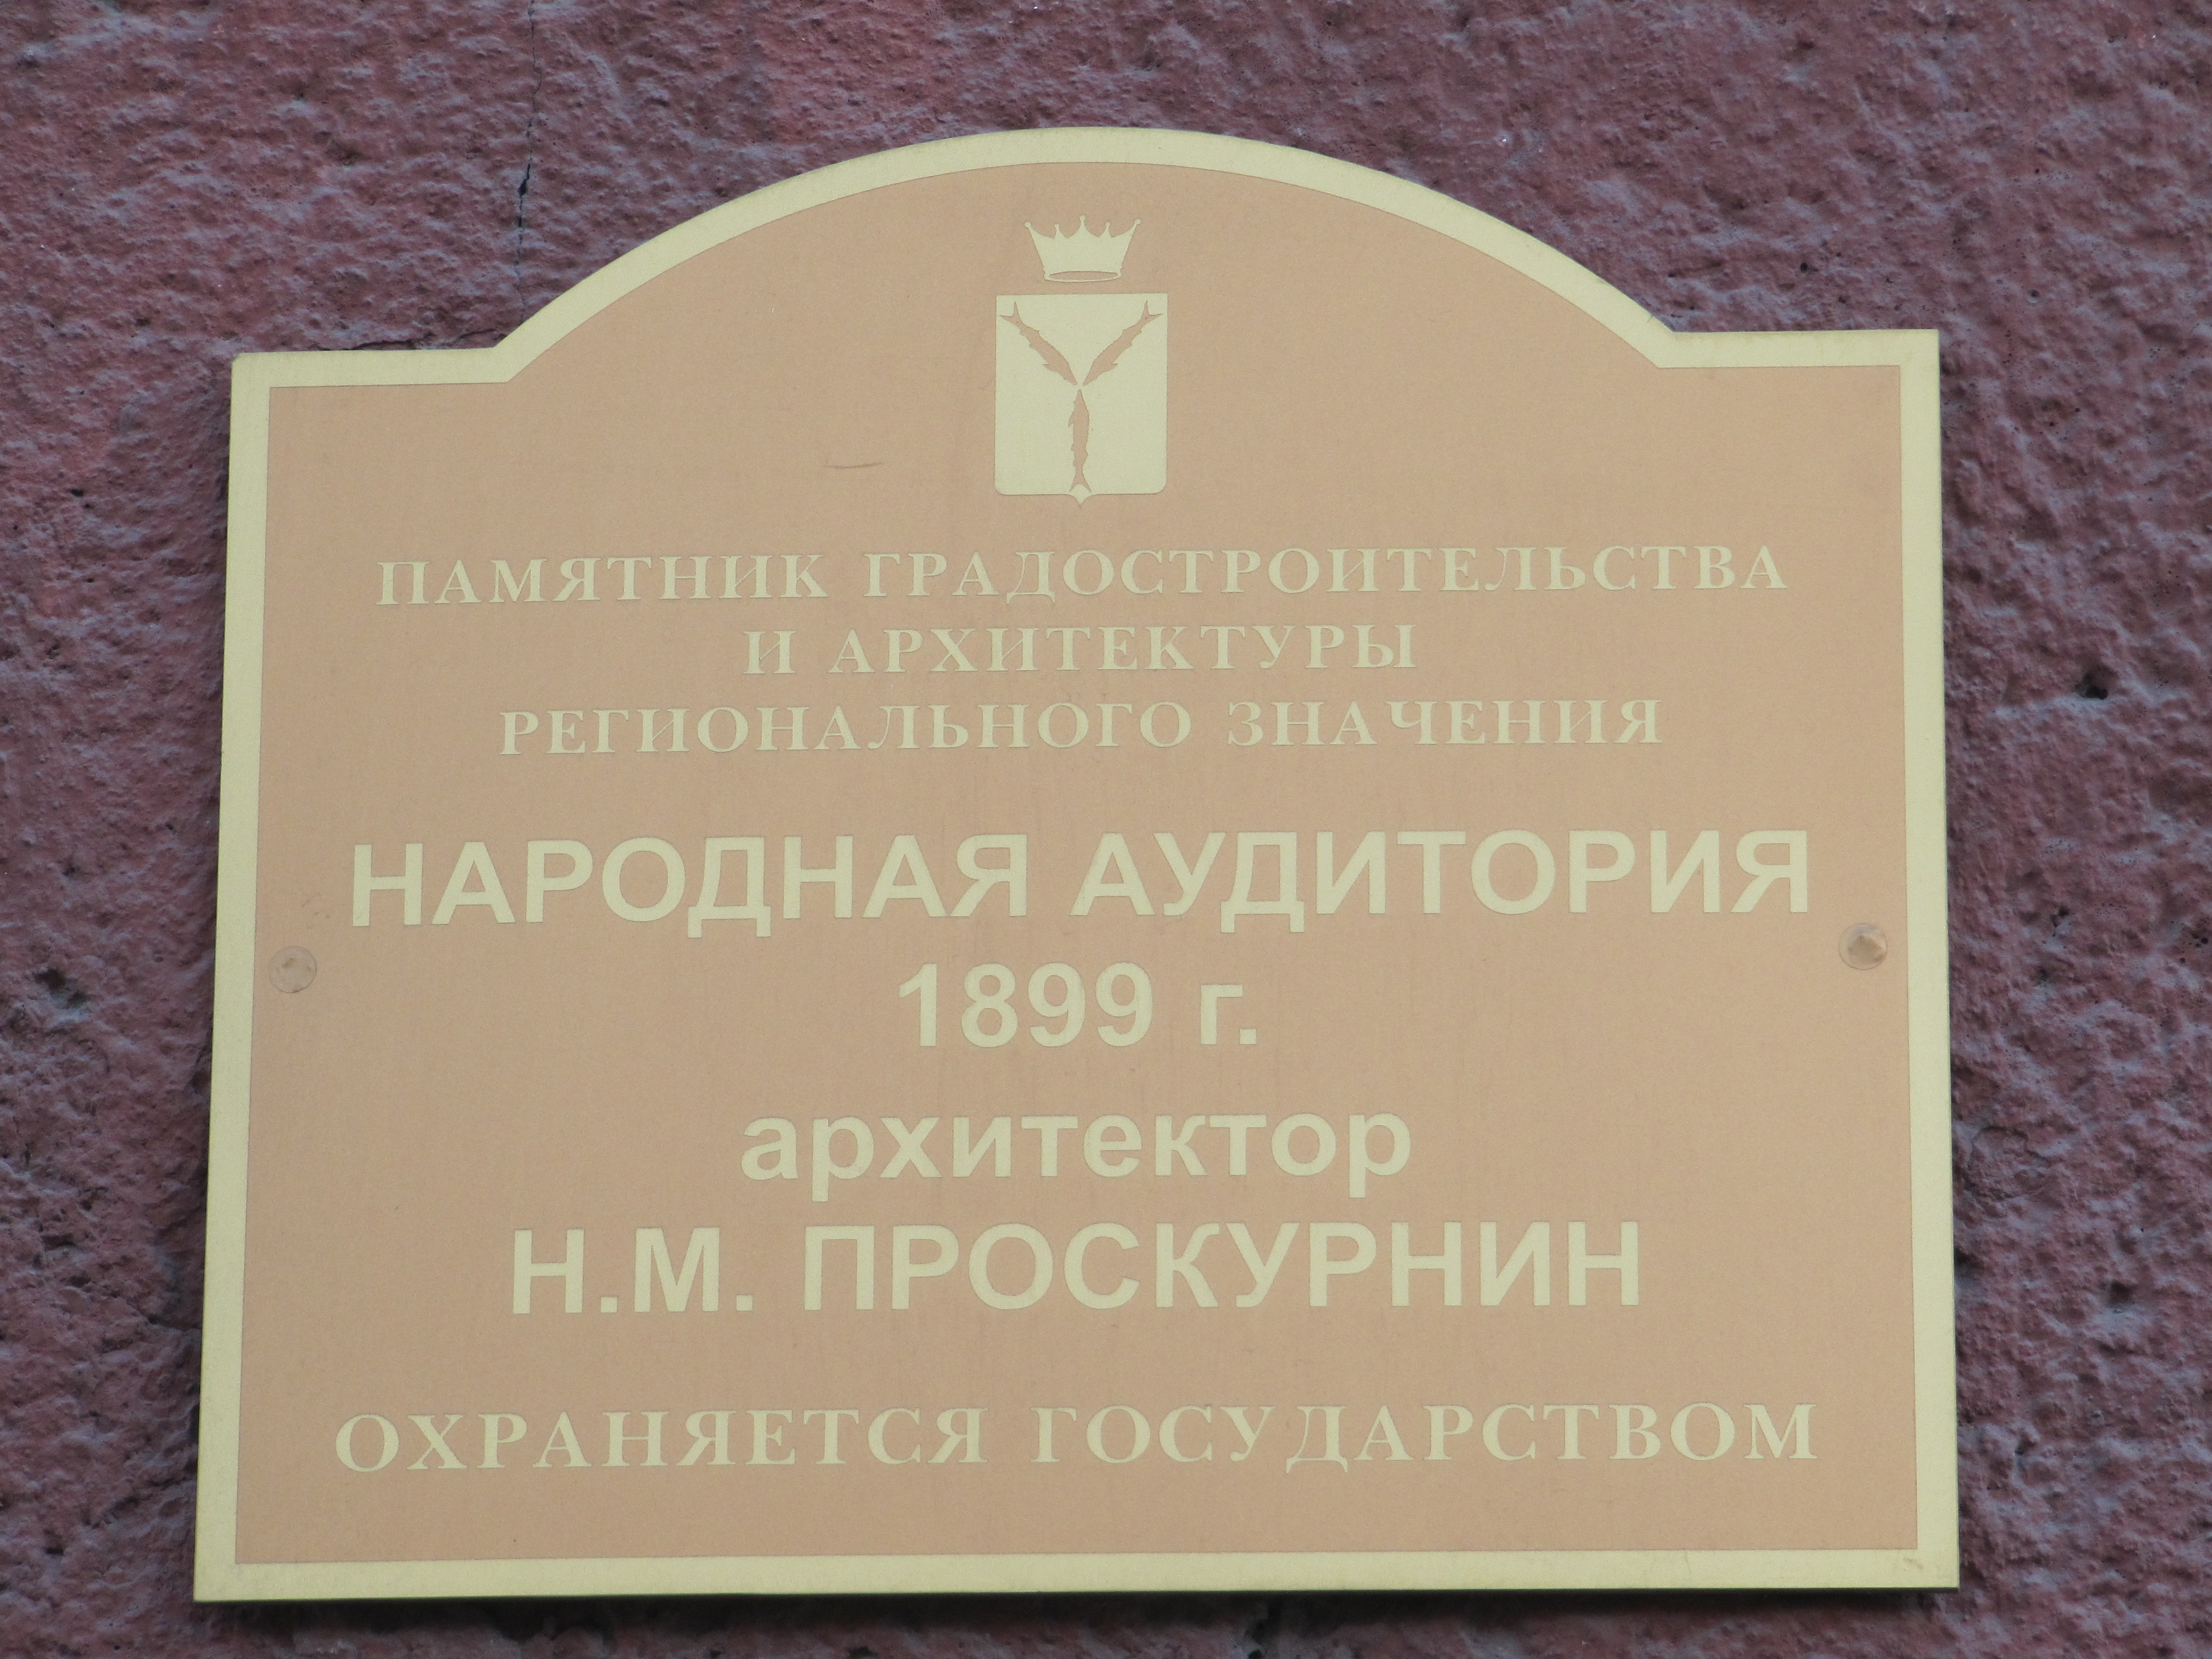 ПАМЯТНИК ГРАДОСТРОИТЕЛЬСТВА
И АРХИТЕКТУРЫ
РЕГИОНАЛЬНОГО ЗНАЧЕНИЯ
НАРОДНАЯ АУДИТОРИЯ
1899 г.
архитектор
Н.М. ПРОСКУРНИН
ОХРАНЯЕТСЯ ГОСУДАРСТВОМ